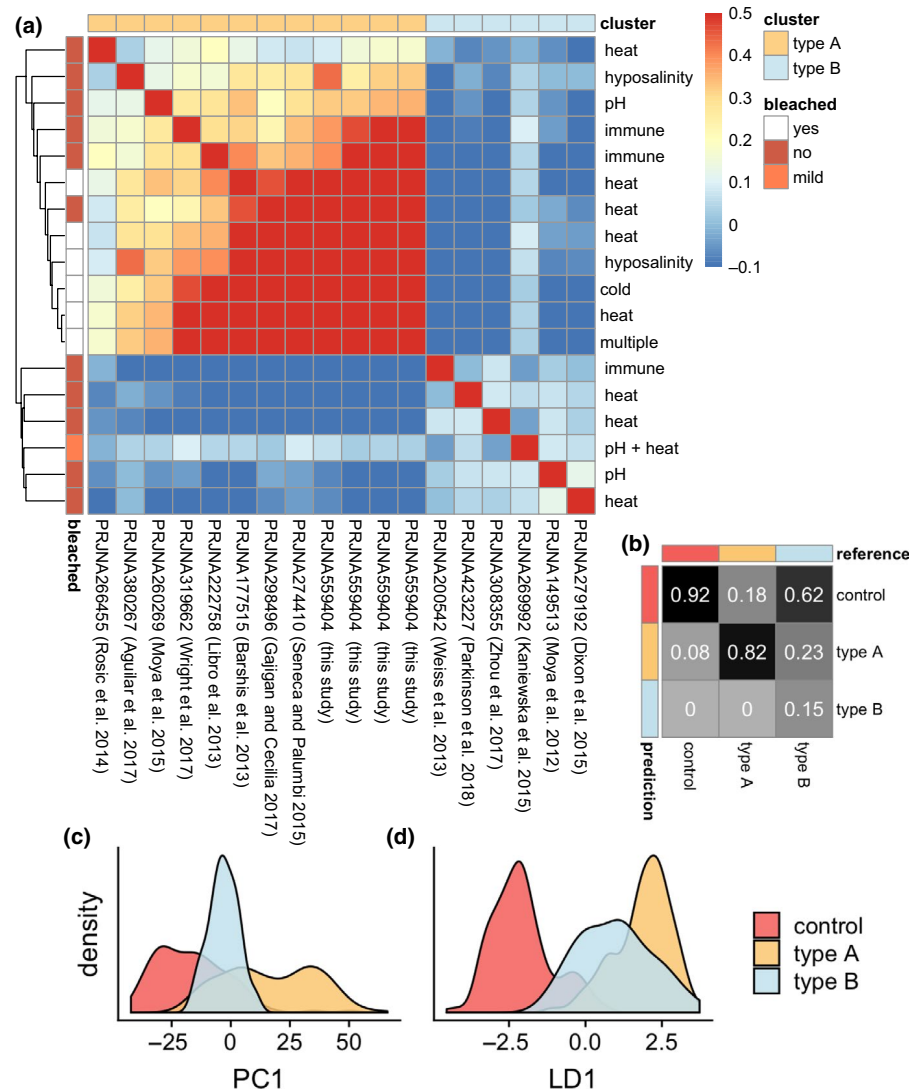 (a)
cluster
heat
hyposalinity
pH
immune
immune
heat
heat
heat
hyposalinity
cold
heat
multiple
immune
heat
heat
pH + heat
pH
heat
0.5
0.3
0.1
0
−0.1
cluster
type A
type B
bleached
yes
no
mild
bleached
PRJNA266455 (Rosic et al. 2014)
PRJNA380267 (Aguilar et al. 2017)
PRJNA260269 (Moya et al. 2015)
PRJNA319662 (Wright et al. 2017)
PRJNA222758 (Libro et al. 2013)
PRJNA177515 (Barshis et al. 2013)
PRJNA298496 (Gajigan and Cecilia 2017)
PRJNA274410 (Seneca and Palumbi 2015)
PRJNA559404 (this study)
PRJNA559404 (this study)
PRJNA559404 (this study)
PRJNA559404 (this study)
PRJNA200542 (Weiss et al. 2013)
PRJNA423227 (Parkinson et al. 2018)
PRJNA308355 (Zhou et al. 2017)
PRJNA269992 (Kaniewska et al. 2015)
PRJNA149513 (Moya et al. 2012)
PRJNA279192 (Dixon et al. 2015)
(b)
reference
0.92 0.18 0.62 control
0.08 0.82 0.23 type A
0 0 0.15 type B
prediction
control
type A
type B
(c)
density
−25 0 25 50
PC1
(d)
−2.5 0.0 2.5
LD1
control
type A
type B